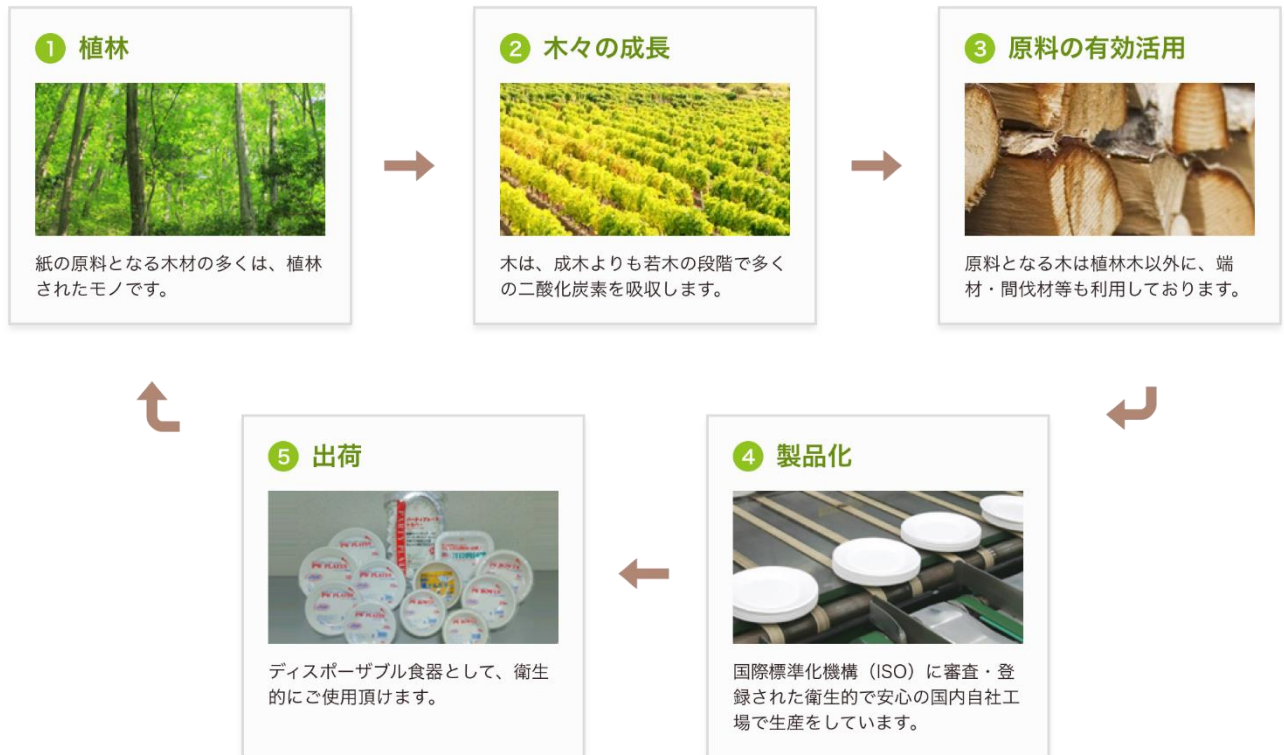 1 植林
紙の原料となる木材の多くは、植林
されたモノです。
2 木々の成長
木は、成木よりも若木の段階で多く
の二酸化炭素を吸収します。
3 原料の有効活用
原料となる木は植林木以外に、端
材・間伐材等も利用しております。
4 製品化
国際標準化機構（ISO）に審査・登
録された衛生的で安心の国内自社工
場で生産をしています。
5 出荷
ディスポーザブル食器として、衛生
的にご使用頂けます。